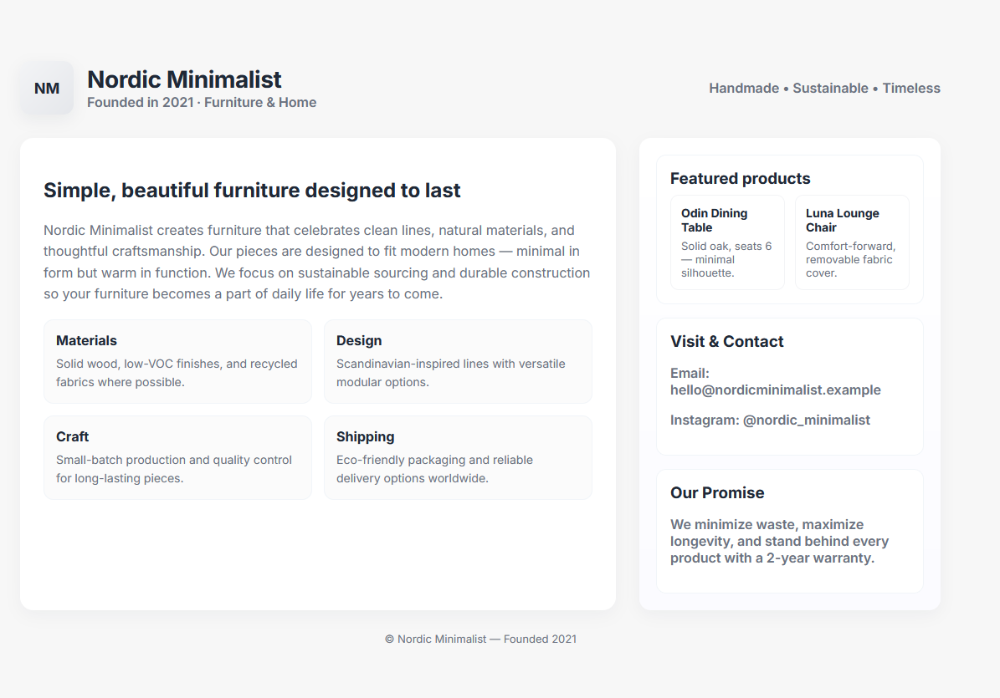 NM
Nordic Minimalist
Founded in 2021 · Furniture & Home
Handmade • Sustainable • Timeless
Simple, beautiful furniture designed to last
Nordic Minimalist creates furniture that celebrates clean lines, natural materials, and
thoughtful craftsmanship. Our pieces are designed to fit modern homes — minimal in
form but warm in function. We focus on sustainable sourcing and durable construction
so your furniture becomes a part of daily life for years to come.
Materials
Solid wood, low-VOC finishes, and recycled
fabrics where possible.
Design
Scandinavian-inspired lines with versatile
modular options.
Craft
Small-batch production and quality control
for long-lasting pieces.
Shipping
Eco-friendly packaging and reliable
delivery options worldwide.
Featured products
Odin Dining
Table
Solid oak, seats 6
— minimal
silhouette.
Luna Lounge
Chair
Comfort-forward,
removable fabric
cover.
Visit & Contact
Email:
hello@nordicminimalist.example
Instagram: @nordic_minimalist
Our Promise
We minimize waste, maximize
longevity, and stand behind every
product with a 2-year warranty.
© Nordic Minimalist — Founded 2021